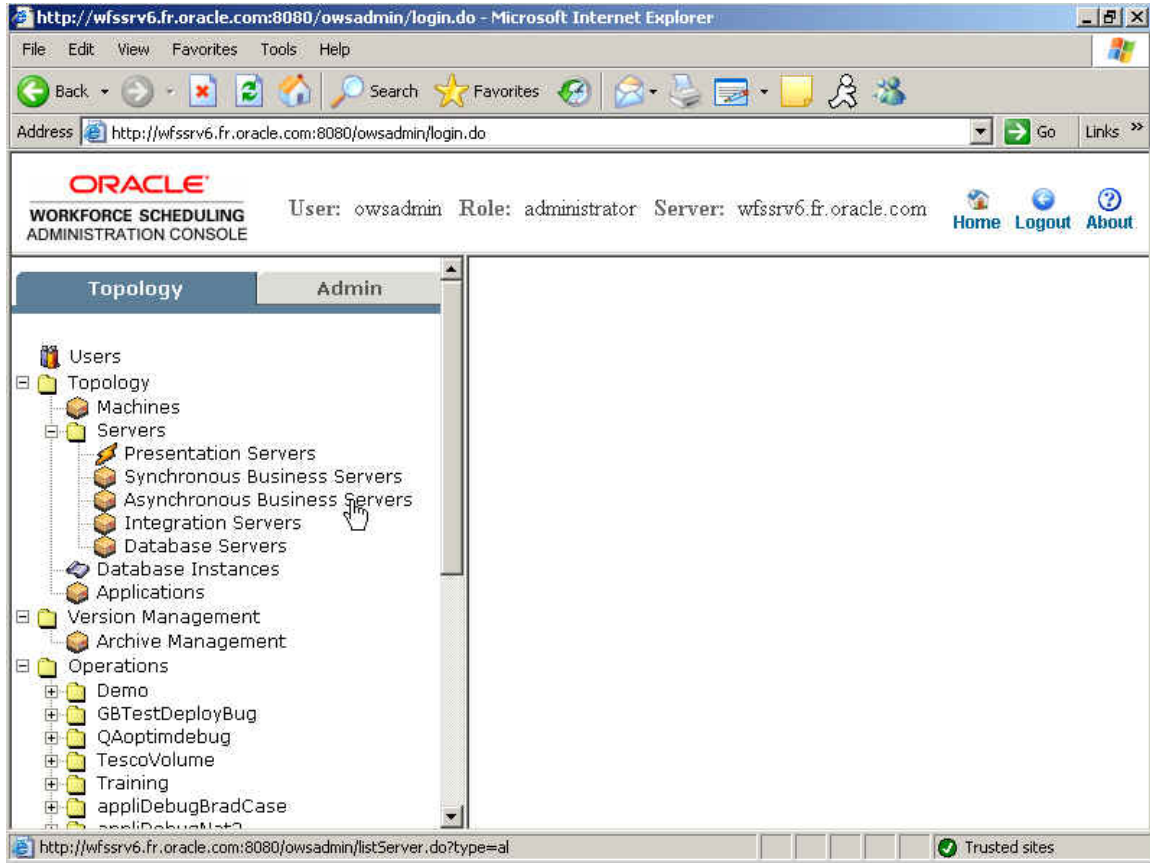 http://wfssrv6.fr.oracle.com:8080/owsadmin/login.do - Microsoft Internet Explorer
File Edit View Favorites Tools Help
Back Search Favorites
Address http://wfssrv6.fr.oracle.com:8080/owsadmin/login.do Go Links »
ORACLE
WORKFORCE SCHEDULING
ADMINISTRATION CONSOLE
User: owsadmin Role: administrator Server: wfssrv6.fr.oracle.com
Home Logout About
Topology Admin
Users
Topology
Machines
Servers
Presentation Servers
Synchronous Business Servers
Asynchronous Business Servers
Integration Servers
Database Servers
Database Instances
Applications
Version Management
Archive Management
Operations
Demo
GBTestDeployBug
QAoptimdebug
TescoVolume
Training
appliDebugBradCase
http://wfssrv6.fr.oracle.com:8080/owsadmin/listServer.do?type=al Trusted sites